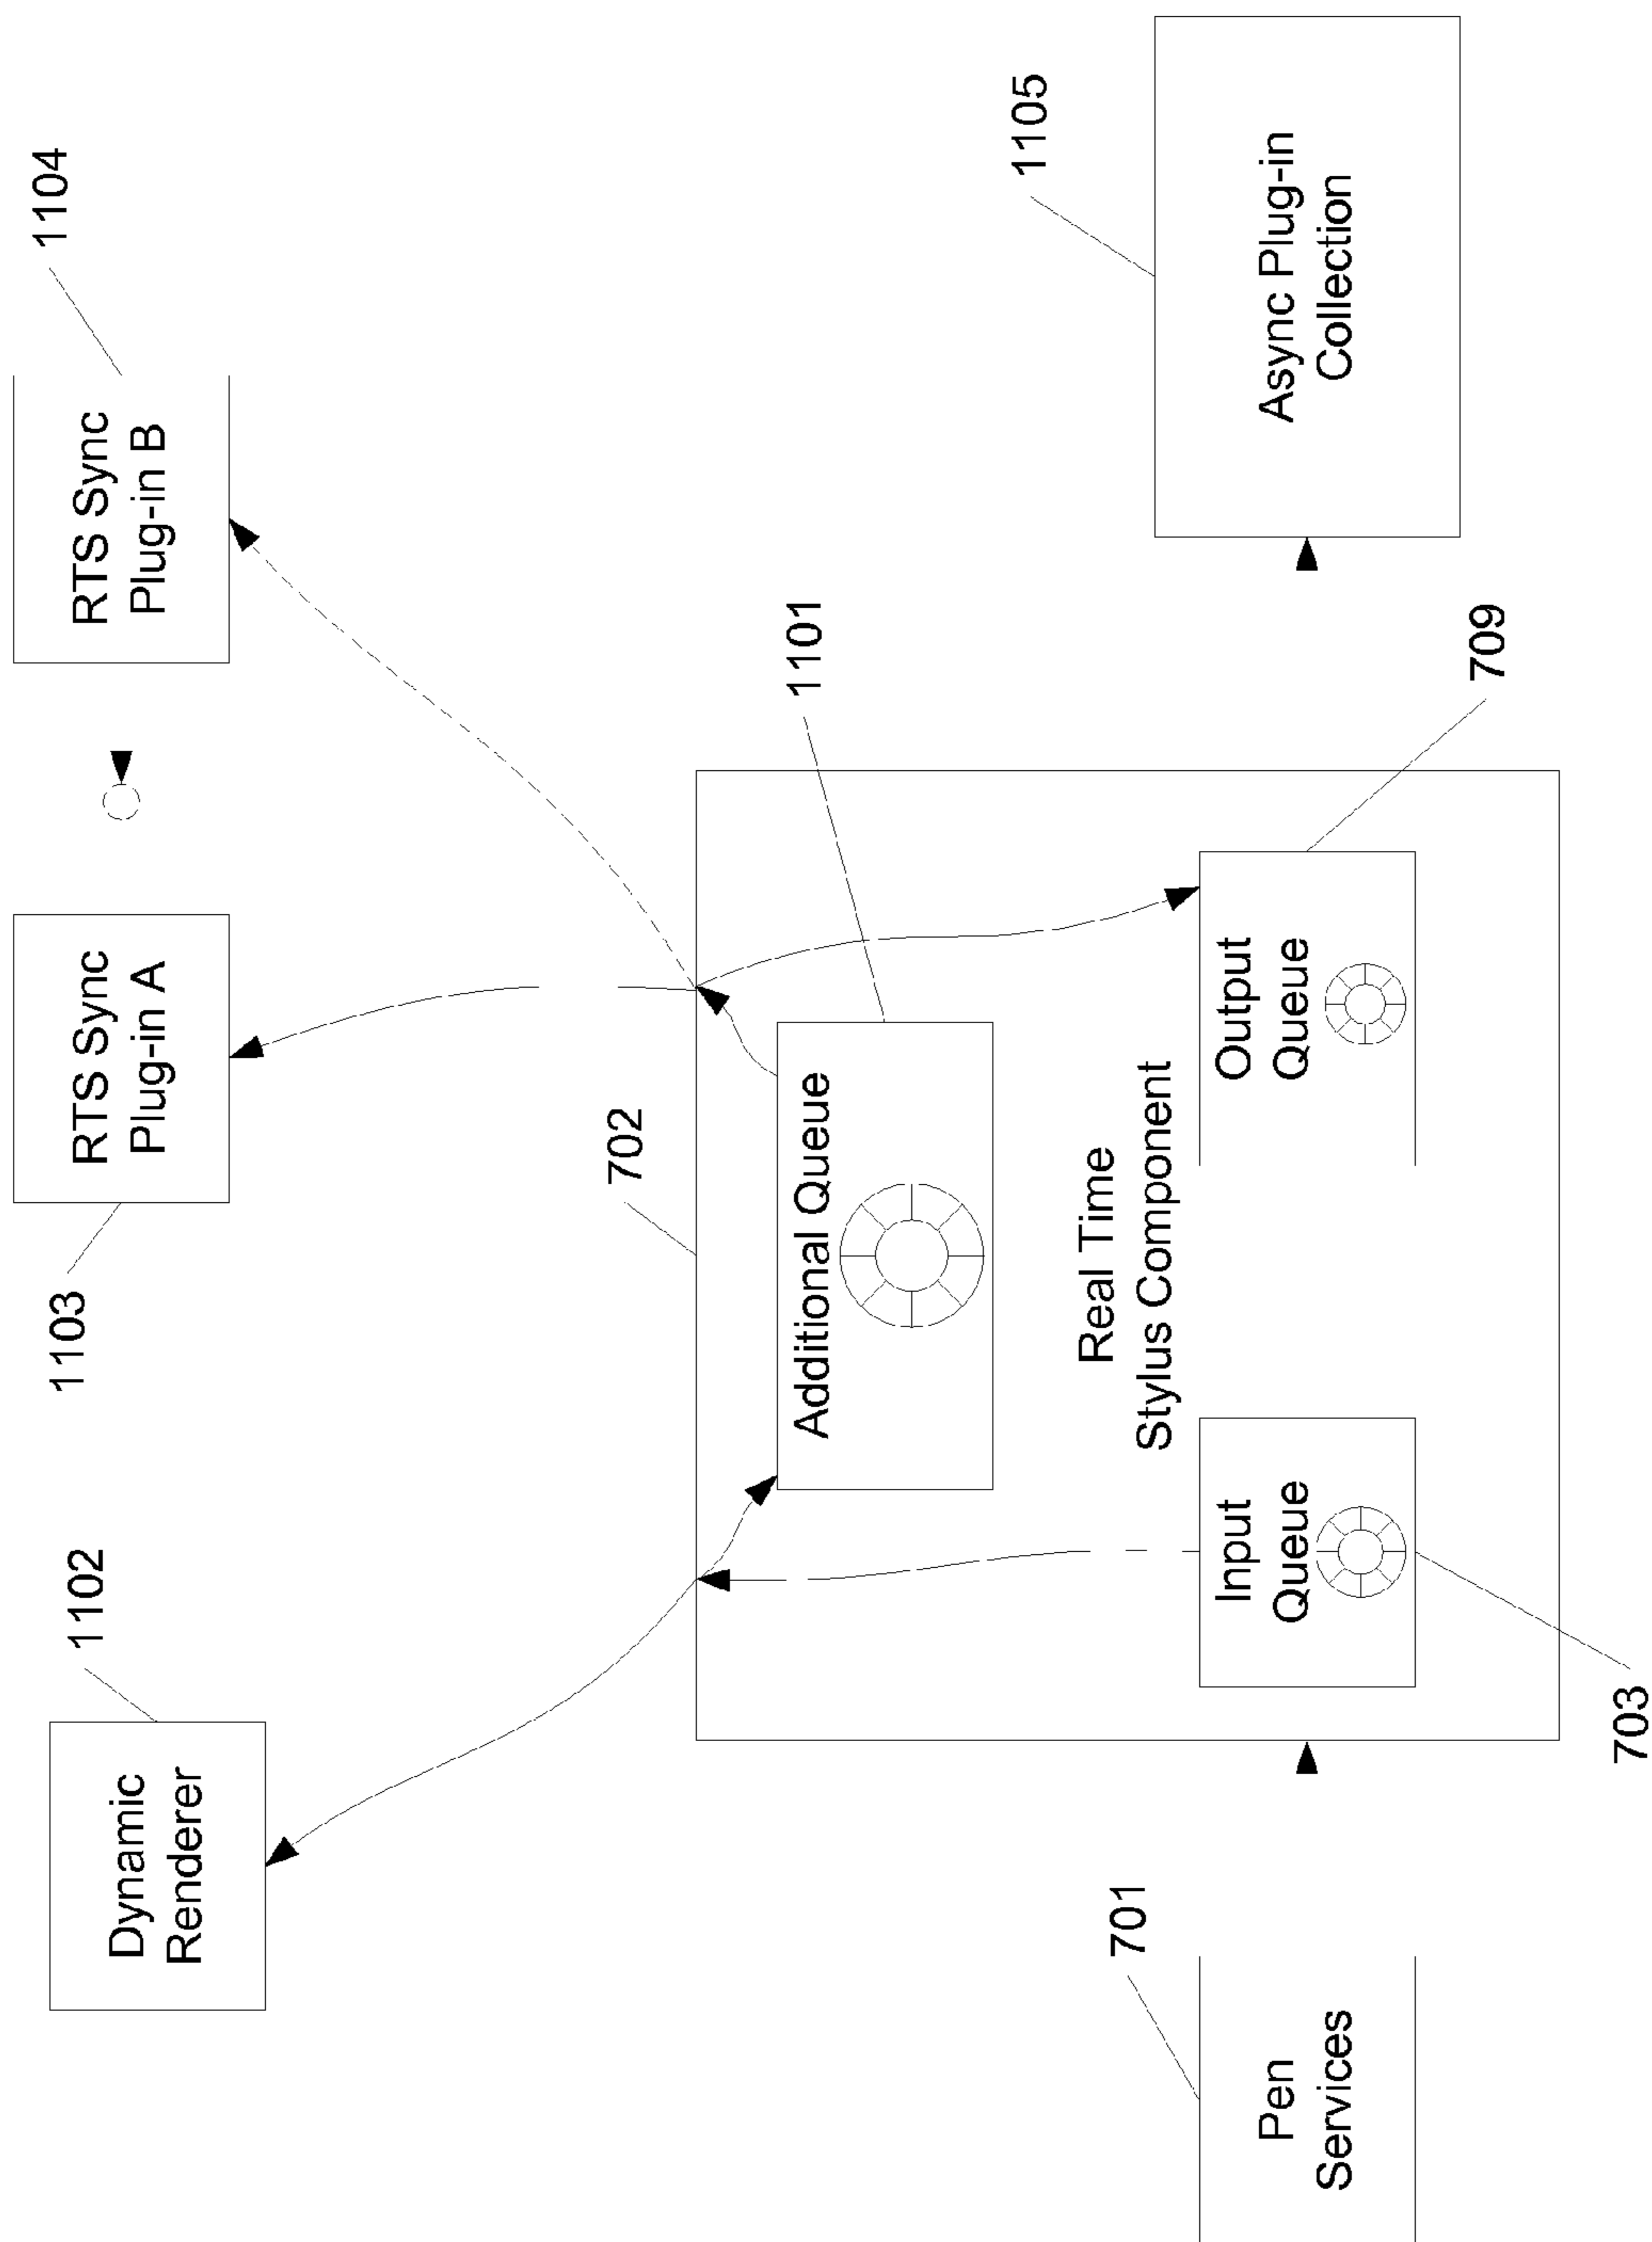 1102
Dynamic
Renderer
1103
RTS Sync
Plug-in A
1104
RTS Sync
Plug-in B
702
Additional Queue
1101
Real Time
Stylus Component
701
Pen
Services
Input
Queue
703
Output
Queue
709
1105
Async Plug-in
Collection